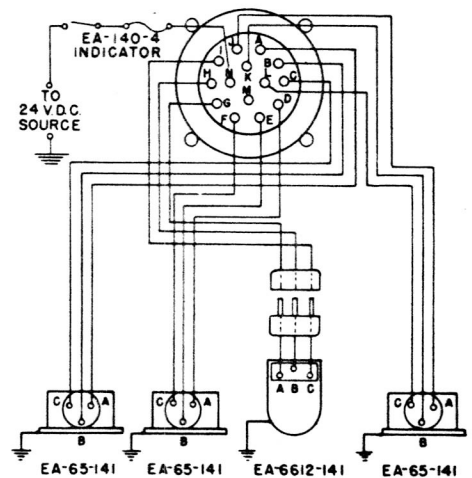 EA-140-4
INDICATOR
TO
24 V.D.C.
SOURCE
J
A
I
B
K
L
C
H
N
M
D
G
F
E
A B C
C A
B
C A
B
C A
B
EA-65-141
EA-65-141
EA-6612-141
EA-65-141